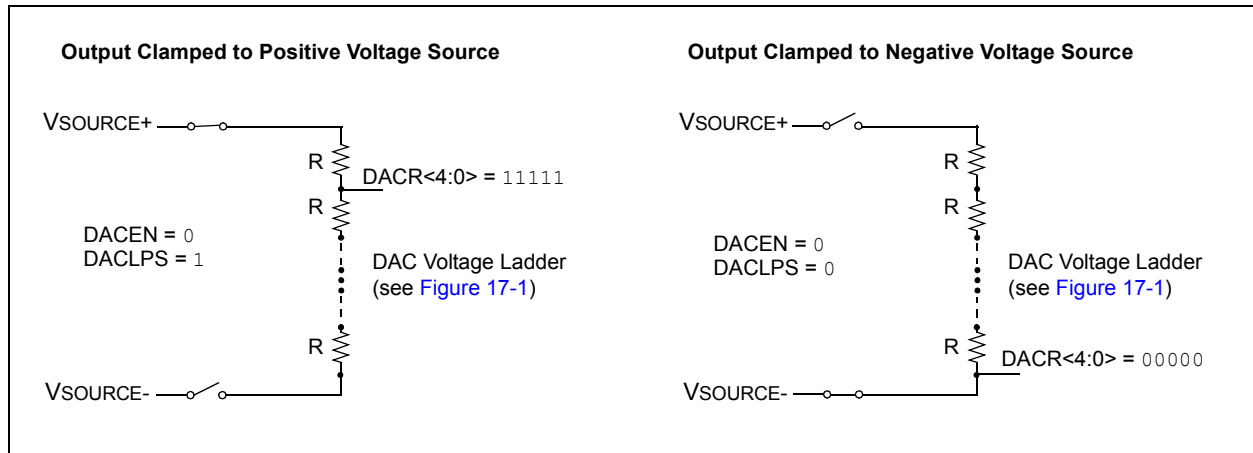 Output Clamped to Positive Voltage Source
VSOURCE+
R
DACR<4:0> = 11111
R
DACEN = 0
DACLPS = 1
DAC Voltage Ladder
(see Figure 17-1)
R
VSOURCE-
Output Clamped to Negative Voltage Source
VSOURCE+
R
R
DACEN = 0
DACLPS = 0
DAC Voltage Ladder
(see Figure 17-1)
R
DACR<4:0> = 00000
VSOURCE-